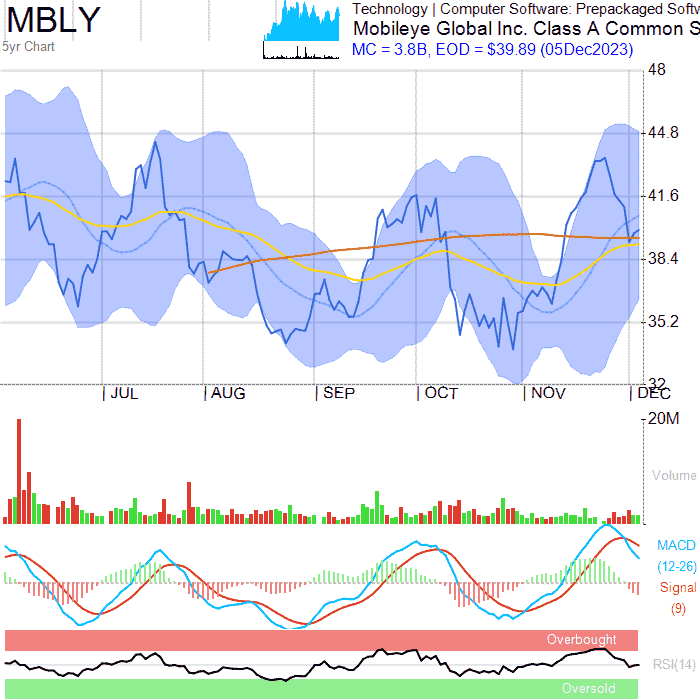 MBLY
5yr Chart
Technology | Computer Software: Prepackaged Softw
Mobileye Global Inc. Class A Common S
MC = 3.8B, EOD = $39.89 (05Dec2023)
48
44.8
41.6
38.4
35.2
32
JUL
AUG
SEP
OCT
NOV
DEC
20M
Volume
MACD
(12-26)
Signal
(9)
Overbought
RSI(14)
Oversold